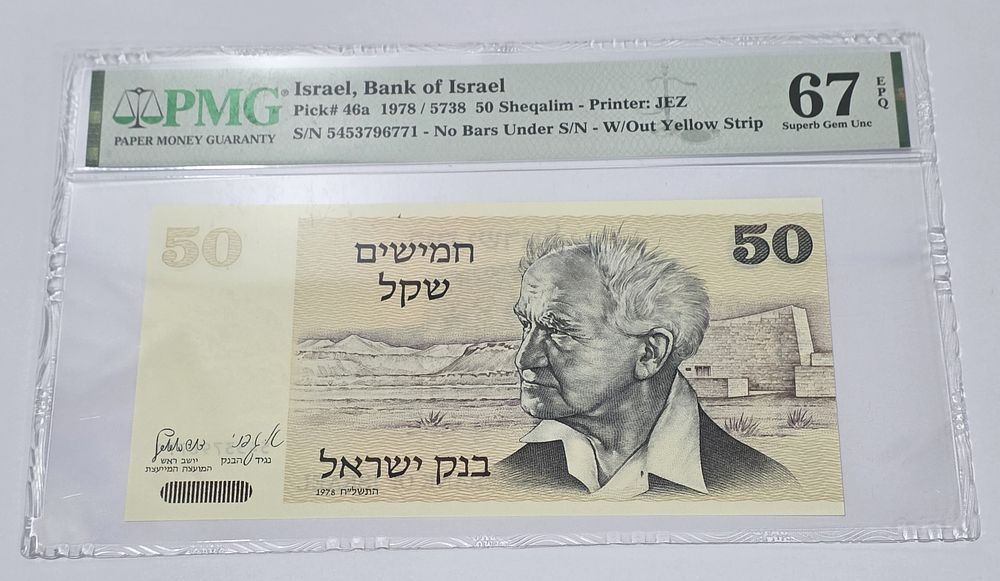 PMG®
PAPER MONEY GUARANTY
Israel, Bank of Israel
Pick# 46a 1978 / 5738 50 Sheqalim - Printer: JEZ
S/N 5453796771 - No Bars Under S/N - W/Out Yellow Strip
67 EPQ
Superb Gem Unc
50
חמישים
שקל
50
יושב ראש
המועצה המייעצת
נגיד הבנק
בנק ישראל
1978 התשל"ח